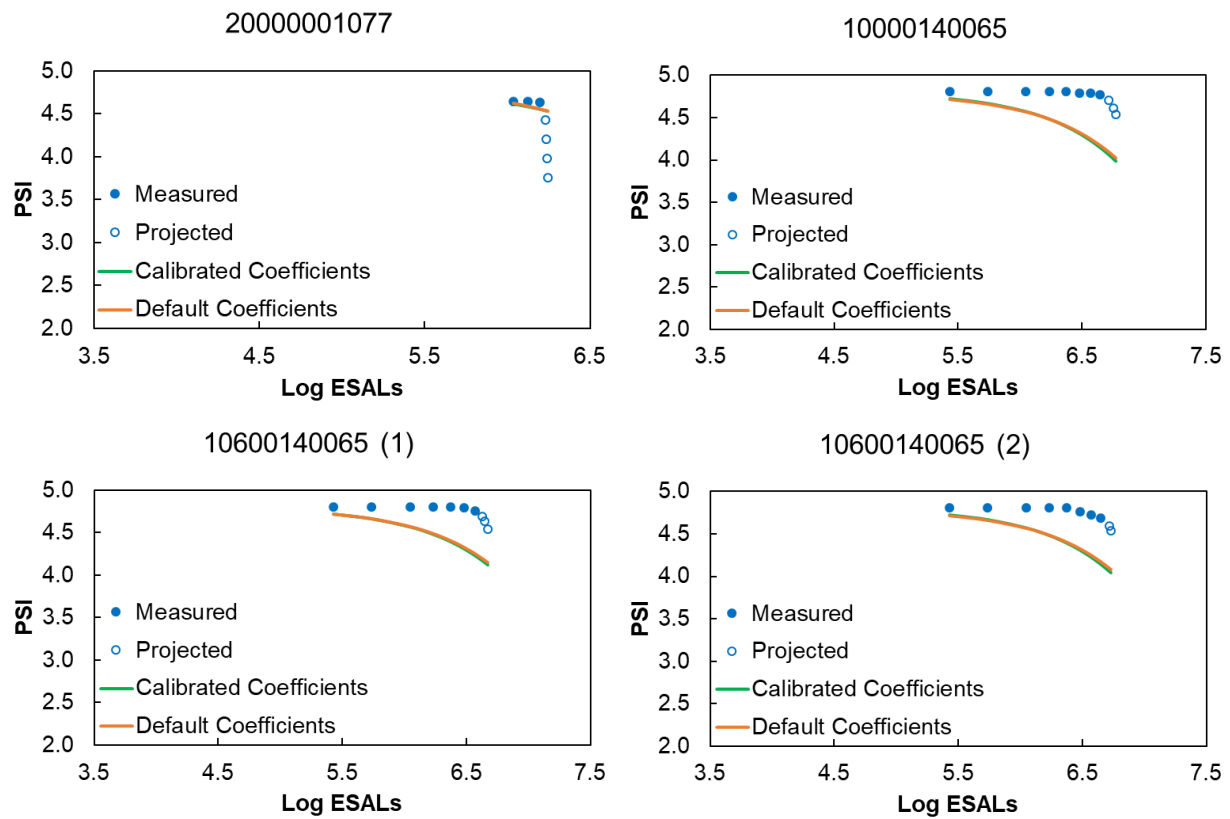 20000001077
5.0
4.5
4.0
3.5
3.0
2.5
2.0
PSI
Measured
Projected
Calibrated Coefficients
Default Coefficients
3.5 4.5 5.5 6.5
Log ESALs
10000140065
5.0
4.5
4.0
3.5
3.0
2.5
2.0
PSI
Measured
Projected
Calibrated Coefficients
Default Coefficients
3.5 4.5 5.5 6.5 7.5
Log ESALs
10600140065 (1)
5.0
4.5
4.0
3.5
3.0
2.5
2.0
PSI
Measured
Projected
Calibrated Coefficients
Default Coefficients
3.5 4.5 5.5 6.5 7.5
Log ESALs
10600140065 (2)
5.0
4.5
4.0
3.5
3.0
2.5
2.0
PSI
Measured
Projected
Calibrated Coefficients
Default Coefficients
3.5 4.5 5.5 6.5 7.5
Log ESALs